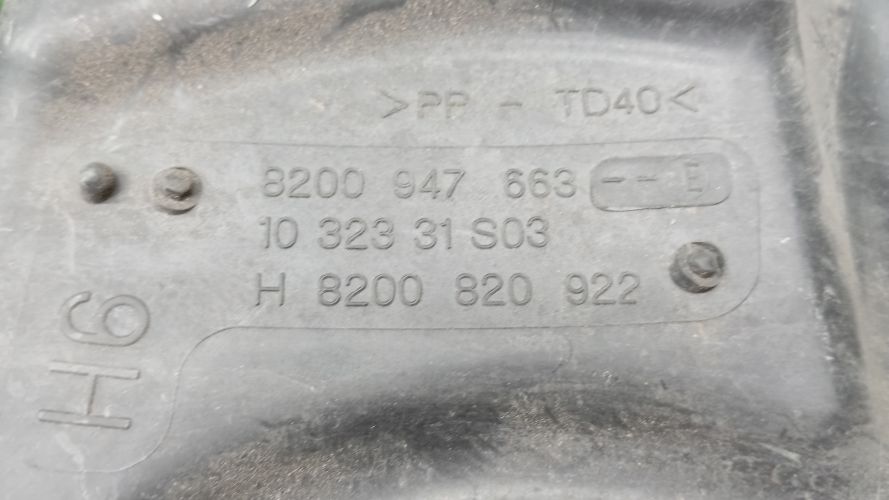 >PP - TD40<
8200 947 663 -- E
10 323 31 S03
H 8200 820 922
H6